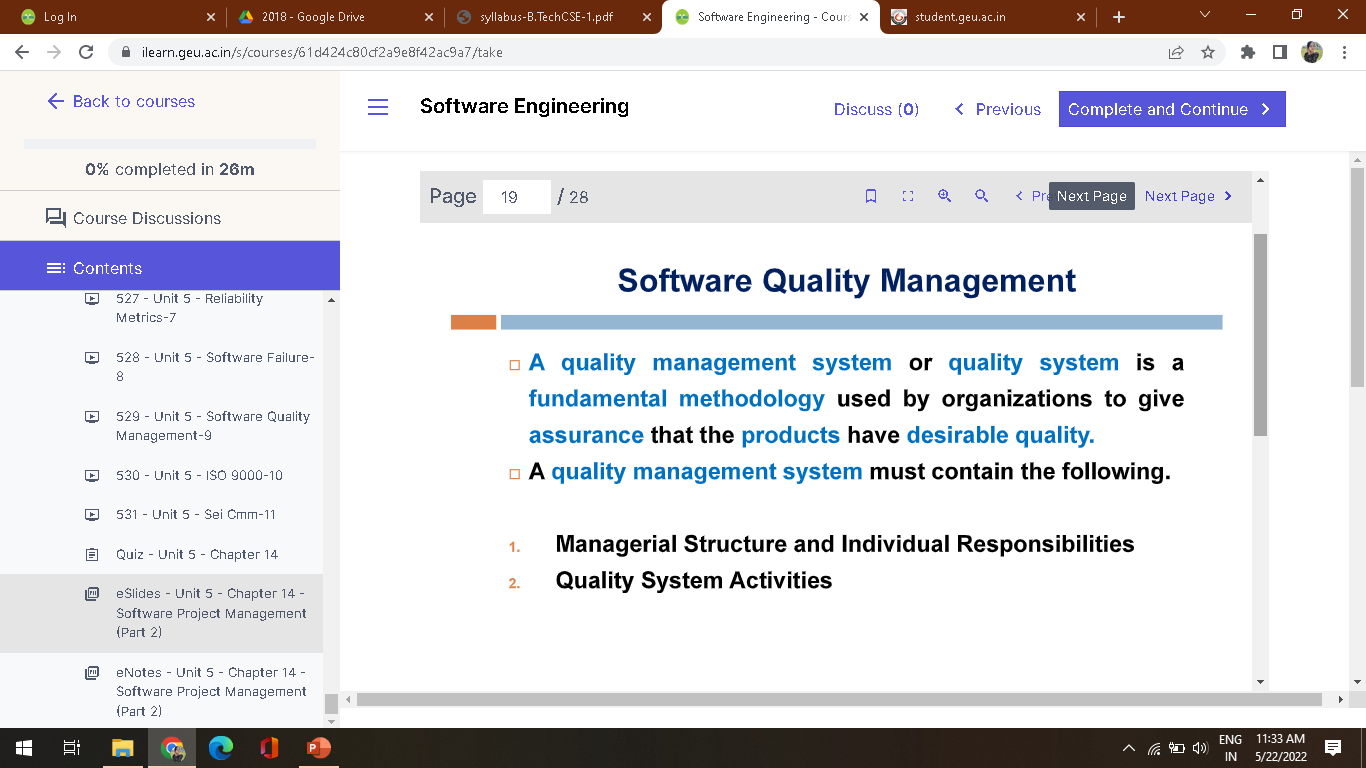 Log In
2018 - Google Drive
syllabus-B.TechCSE-1.pdf
Software Engineering - Cour
student.geu.ac.in
ilearn.geu.ac.in/s/courses/61d424c80cf2a9e8f42ac9a7/take
Back to courses
0% completed in 26m
Course Discussions
Contents
527 - Unit 5 - Reliability
Metrics-7
528 - Unit 5 - Software Failure-
8
529 - Unit 5 - Software Quality
Management-9
530 - Unit 5 - ISO 9000-10
531 - Unit 5 - Sei Cmm-11
Quiz - Unit 5 - Chapter 14
eSlides - Unit 5 - Chapter 14 -
Software Project Management
(Part 2)
eNotes - Unit 5 - Chapter 14 -
Software Project Management
(Part 2)
Software Engineering
Discuss (0)
Previous
Complete and Continue
Page 19 / 28
Pre
Next Page
Next Page
Software Quality Management
A quality management system or quality system is a
fundamental methodology used by organizations to give
assurance that the products have desirable quality.
A quality management system must contain the following.
1. Managerial Structure and Individual Responsibilities
2. Quality System Activities
ENG
IN
11:33 AM
5/22/2022